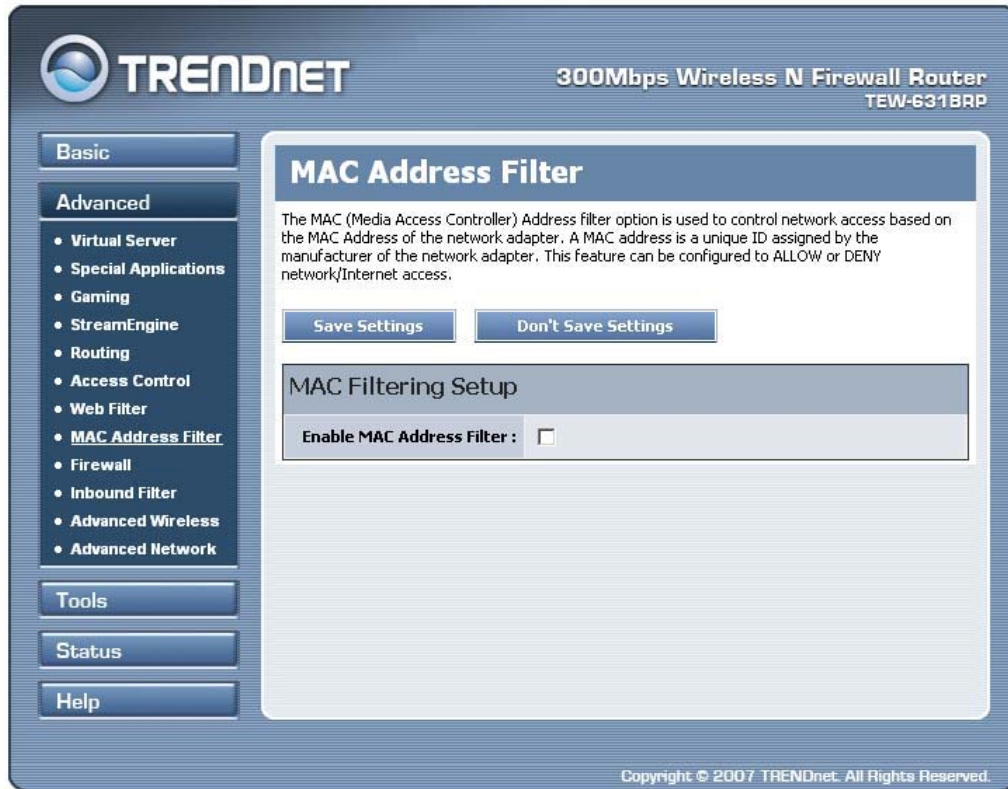 TRENDNET
300Mbps Wireless N Firewall Router
TEW-631BRP
Basic
Advanced
• Virtual Server
• Special Applications
• Gaming
• StreamEngine
• Routing
• Access Control
• Web Filter
• MAC Address Filter
• Firewall
• Inbound Filter
• Advanced Wireless
• Advanced Network
Tools
Status
Help
MAC Address Filter
The MAC (Media Access Controller) Address filter option is used to control network access based on
the MAC Address of the network adapter. A MAC address is a unique ID assigned by the
manufacturer of the network adapter. This feature can be configured to ALLOW or DENY
network/Internet access.
Save Settings
Don't Save Settings
MAC Filtering Setup
Enable MAC Address Filter :
Copyright © 2007 TRENDnet. All Rights Reserved.